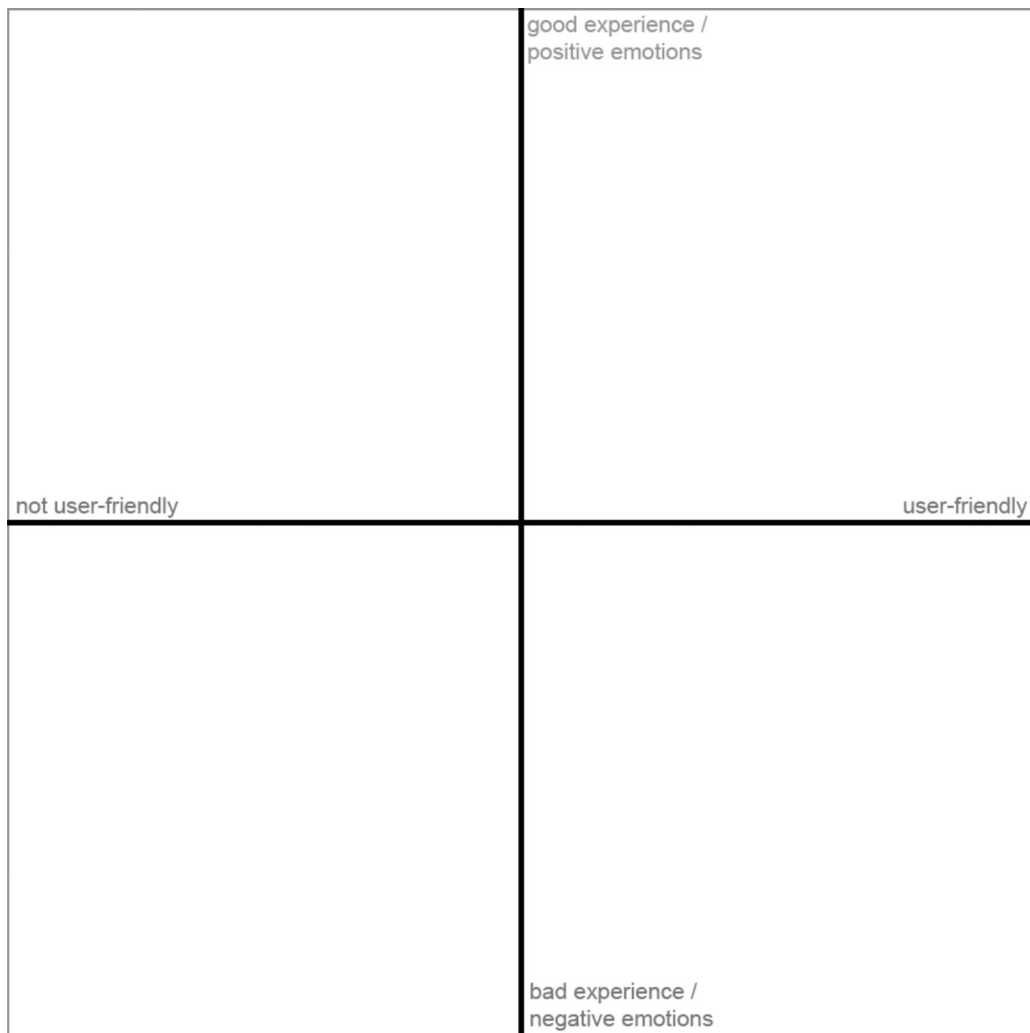 good experience /
positive emotions
not user-friendly
user-friendly
bad experience /
negative emotions